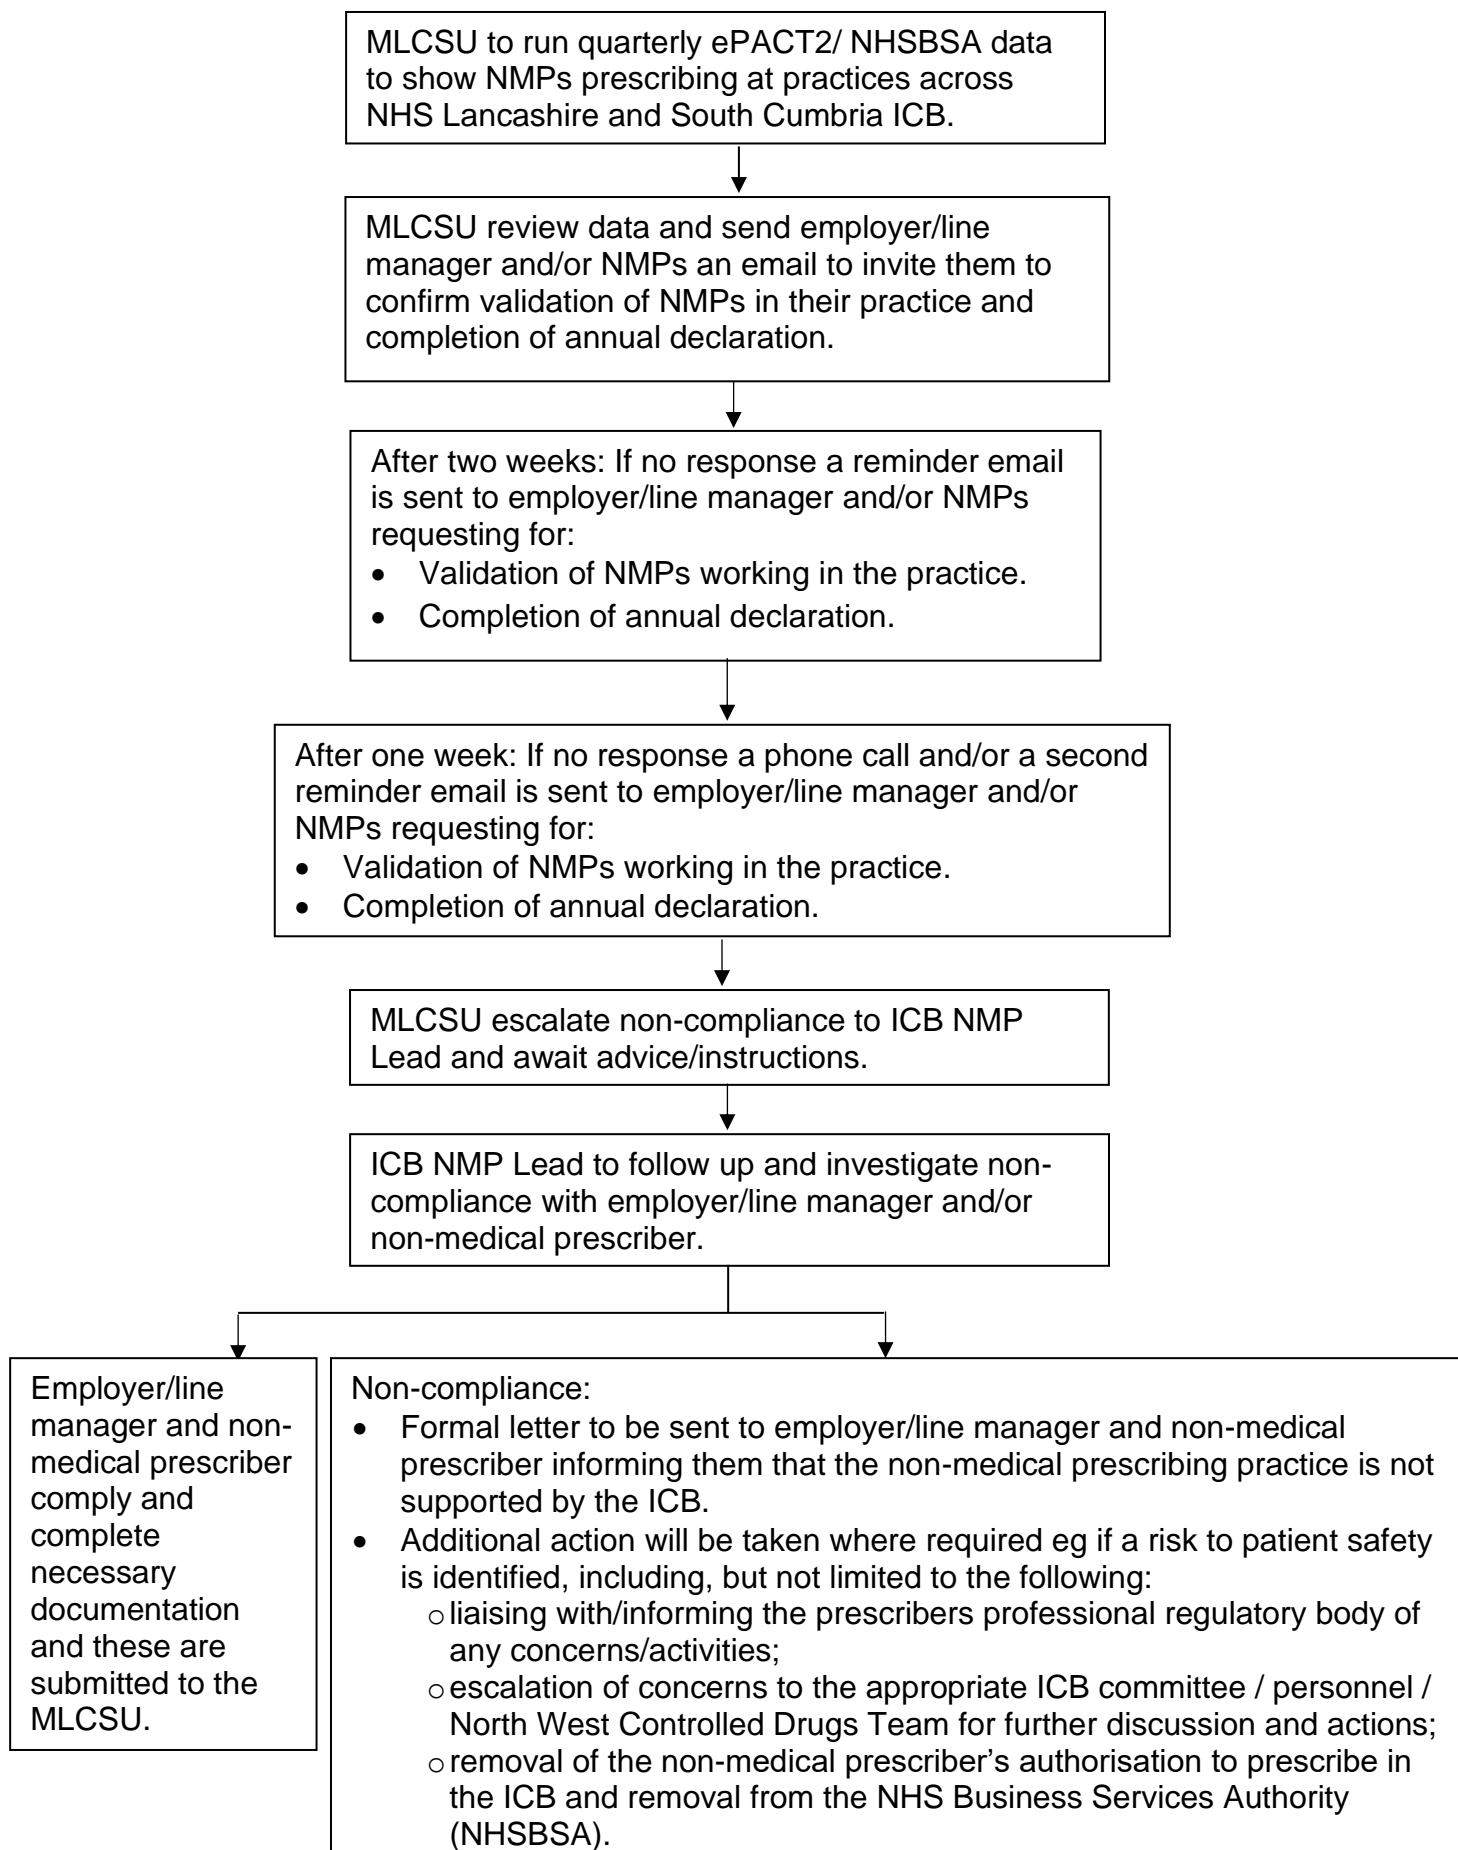 MLCSU to run quarterly ePACT2/ NHSBSA data
to show NMPs prescribing at practices across
NHS Lancashire and South Cumbria ICB.
MLCSU review data and send employer/line
manager and/or NMPs an email to invite them to
confirm validation of NMPs in their practice and
completion of annual declaration.
After two weeks: If no response a reminder email
is sent to employer/line manager and/or NMPs
requesting for:
• Validation of NMPs working in the practice.
• Completion of annual declaration.
After one week: If no response a phone call and/or a second
reminder email is sent to employer/line manager and/or
NMPs requesting for:
• Validation of NMPs working in the practice.
• Completion of annual declaration.
MLCSU escalate non-compliance to ICB NMP
Lead and await advice/instructions.
ICB NMP Lead to follow up and investigate non-
compliance with employer/line manager and/or
non-medical prescriber.
Employer/line
manager and non-
medical prescriber
comply and
complete
necessary
documentation
and these are
submitted to the
MLCSU.
Non-compliance:
• Formal letter to be sent to employer/line manager and non-medical
prescriber informing them that the non-medical prescribing practice is not
supported by the ICB.
• Additional action will be taken where required eg if a risk to patient safety
is identified, including, but not limited to the following:
○ liaising with/informing the prescribers professional regulatory body of
any concerns/activities;
○ escalation of concerns to the appropriate ICB committee / personnel /
North West Controlled Drugs Team for further discussion and actions;
○ removal of the non-medical prescriber’s authorisation to prescribe in
the ICB and removal from the NHS Business Services Authority
(NHSBSA).